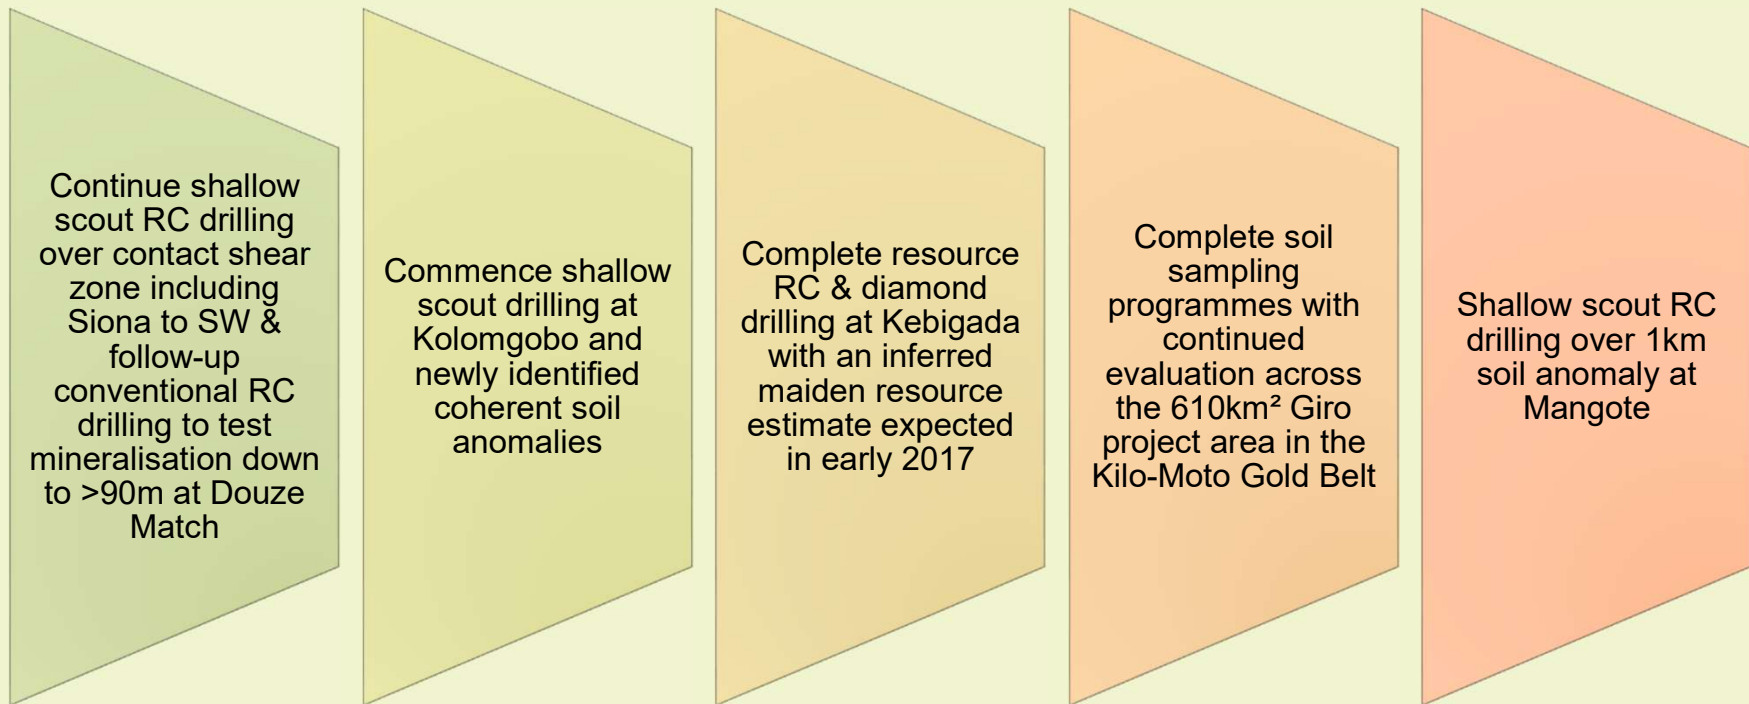 Continue shallow
scout RC drilling
over contact shear
zone including
Siona to SW &
follow-up
conventional RC
drilling to test
mineralisation down
to >90m at Douze
Match
Commence shallow
scout drilling at
Kolomgobo and
newly identified
coherent soil
anomalies
Complete resource
RC & diamond
drilling at Kebigada
with an inferred
maiden resource
estimate expected
in early 2017
Complete soil
sampling
programmes with
continued
evaluation across
the 610km² Giro
project area in the
Kilo-Moto Gold Belt
Shallow scout RC
drilling over 1km
soil anomaly at
Mangote